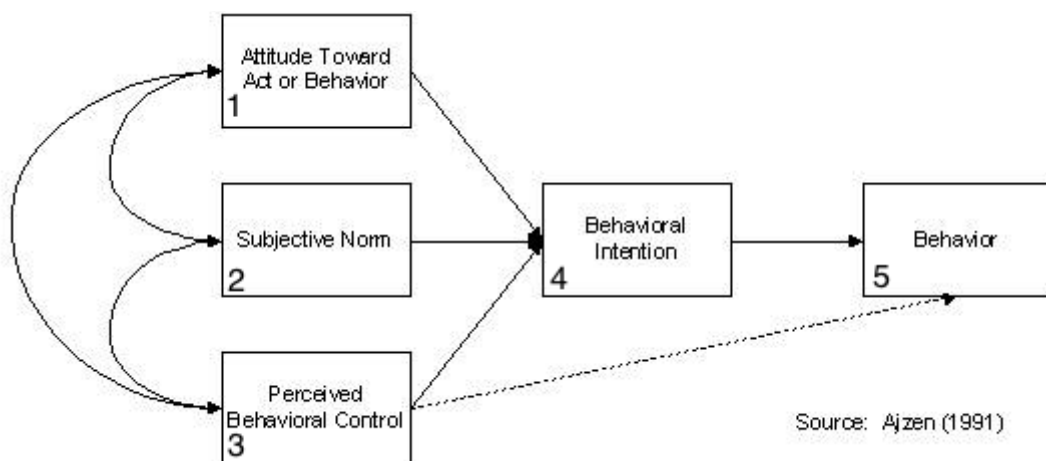 Attitude Toward
Act or Behavior
1
Subjective Norm
2
Perceived
Behavioral Control
3
Behavioral
Intention
4
Behavior
5
Source: Ajzen (1991)